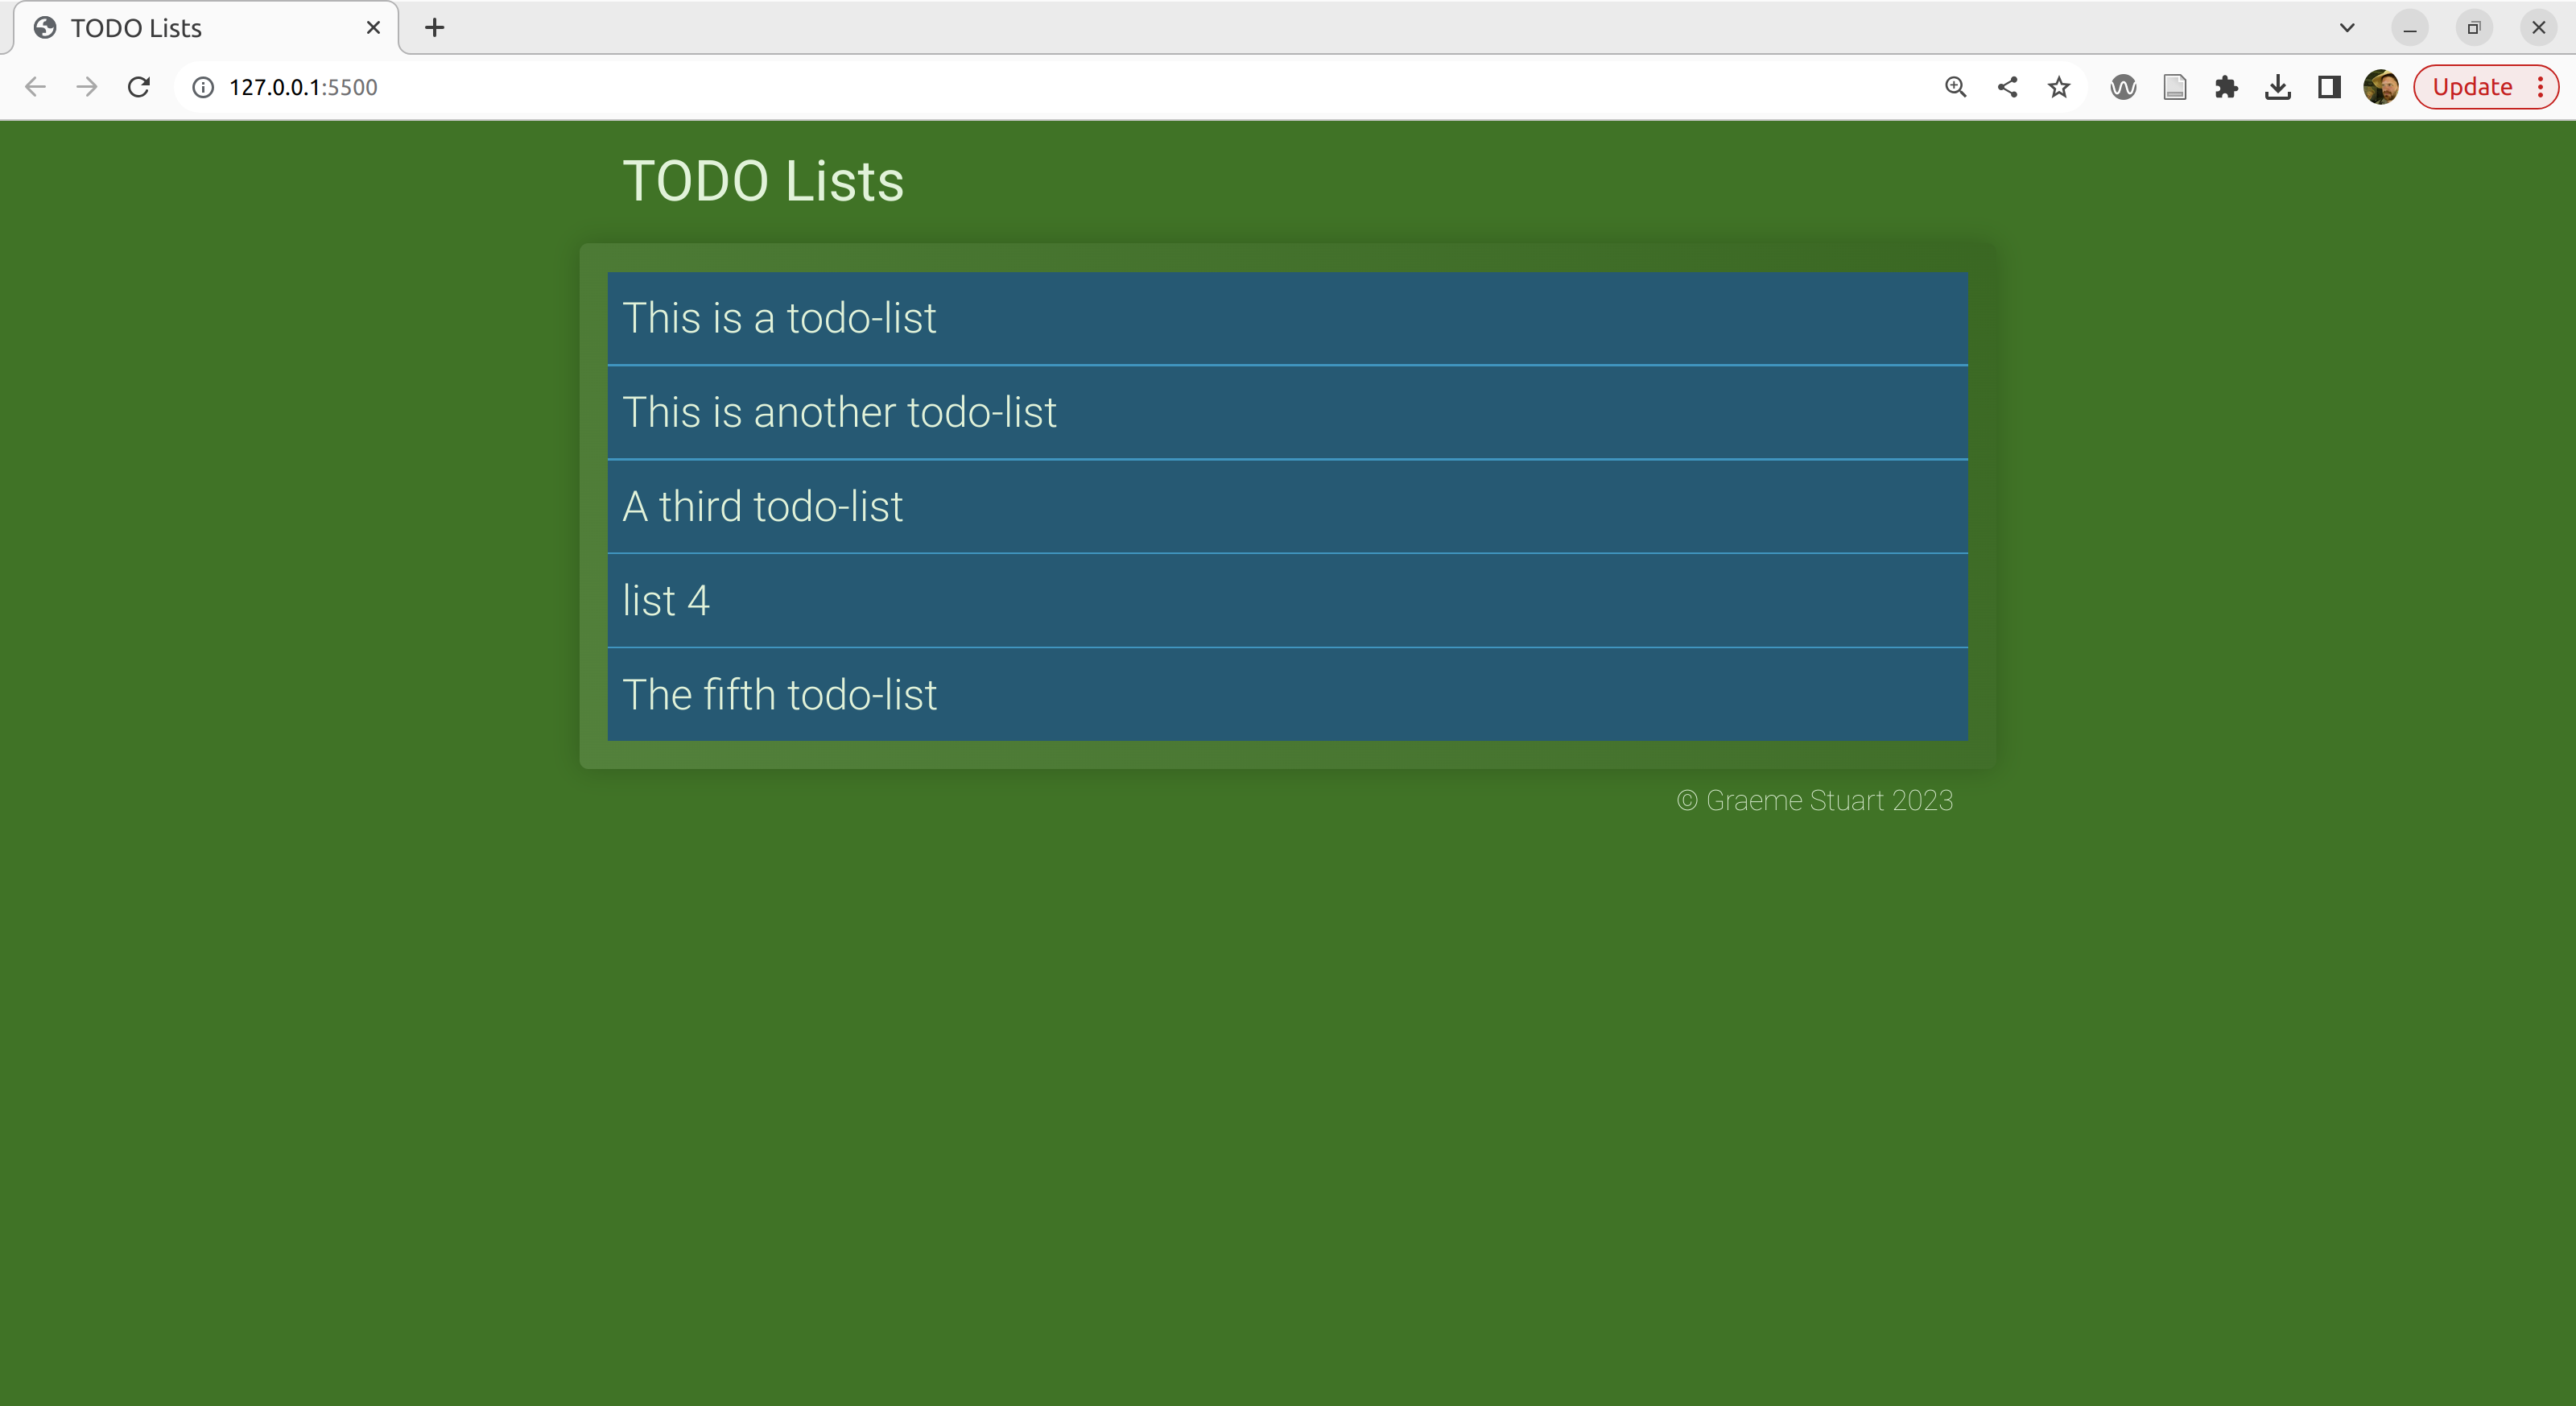 TODO Lists
127.0.0.1:5500
Update
TODO Lists
This is a todo-list
This is another todo-list
A third todo-list
list 4
The fifth todo-list
© Graeme Stuart 2023